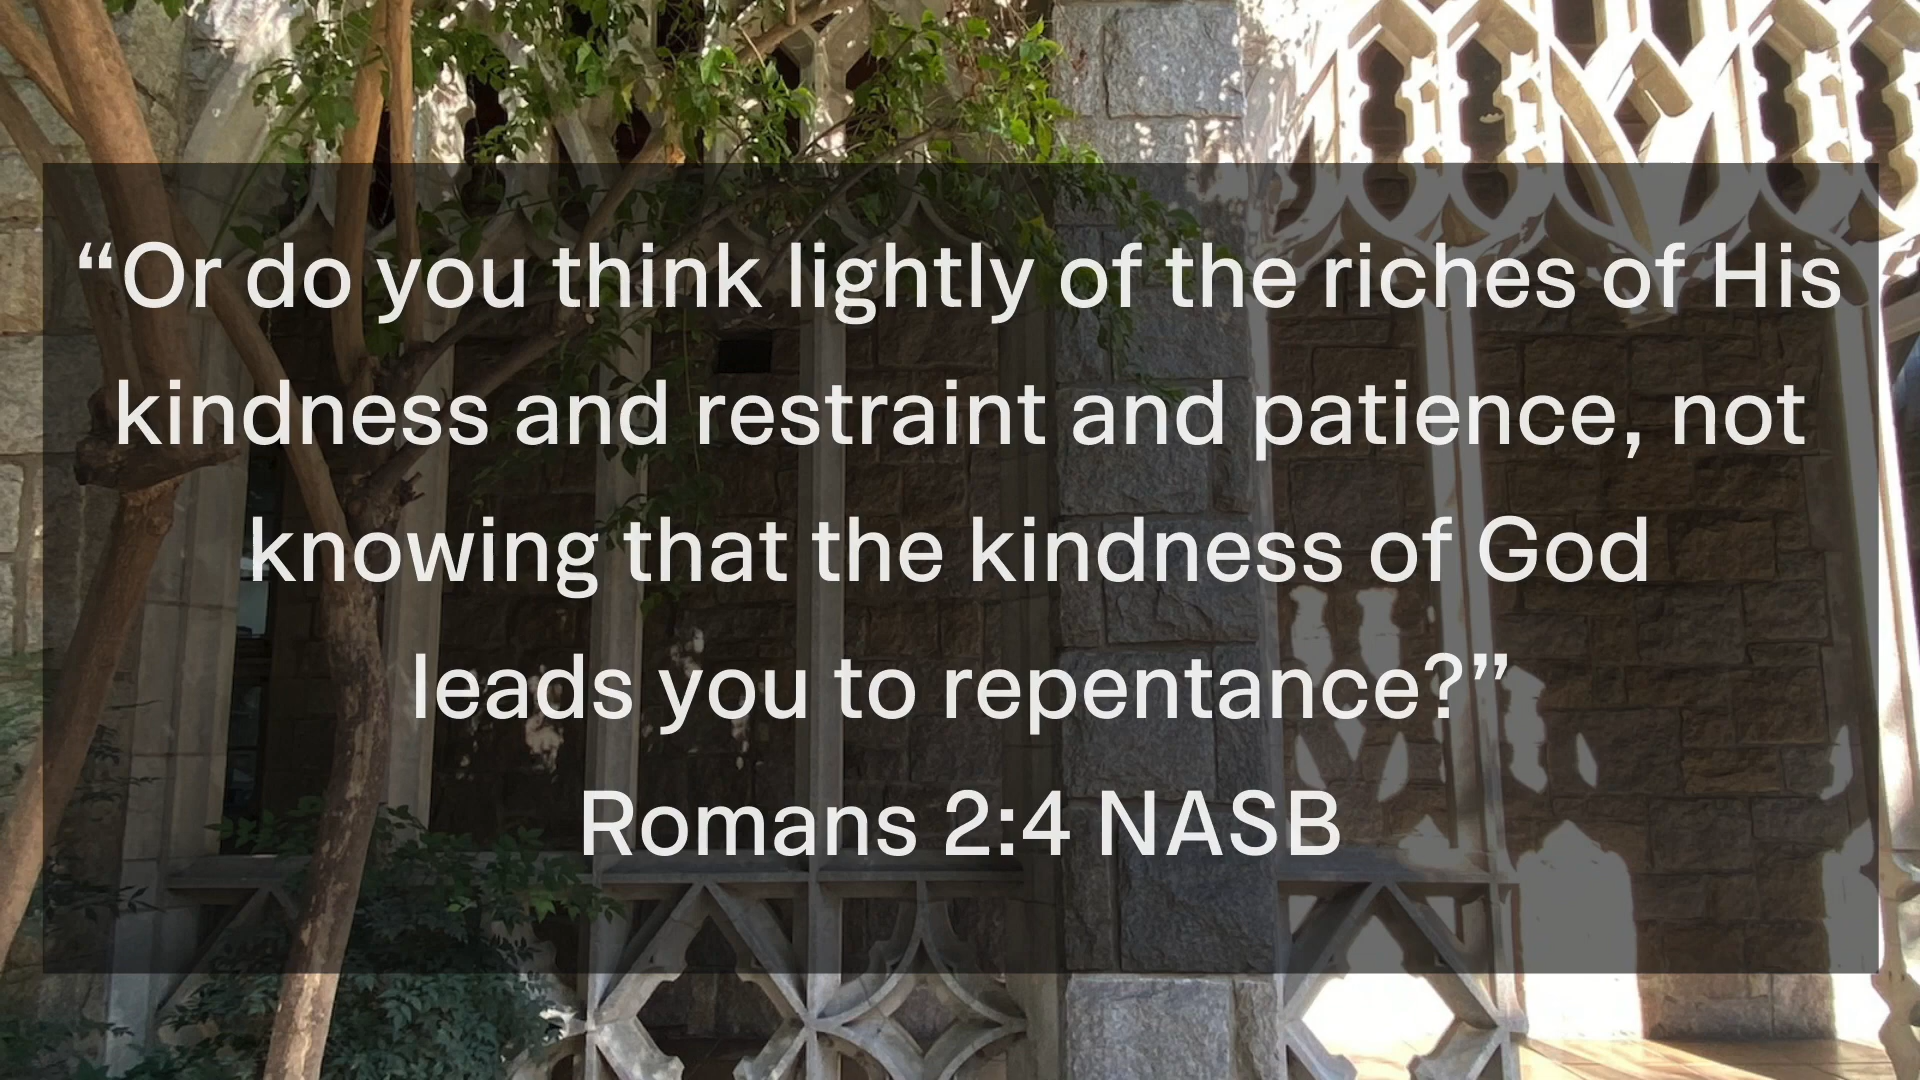 “Or do you think lightly of the riches of His
kindness and restraint and patience, not
knowing that the kindness of God
leads you to repentance?”
Romans 2:4 NASB